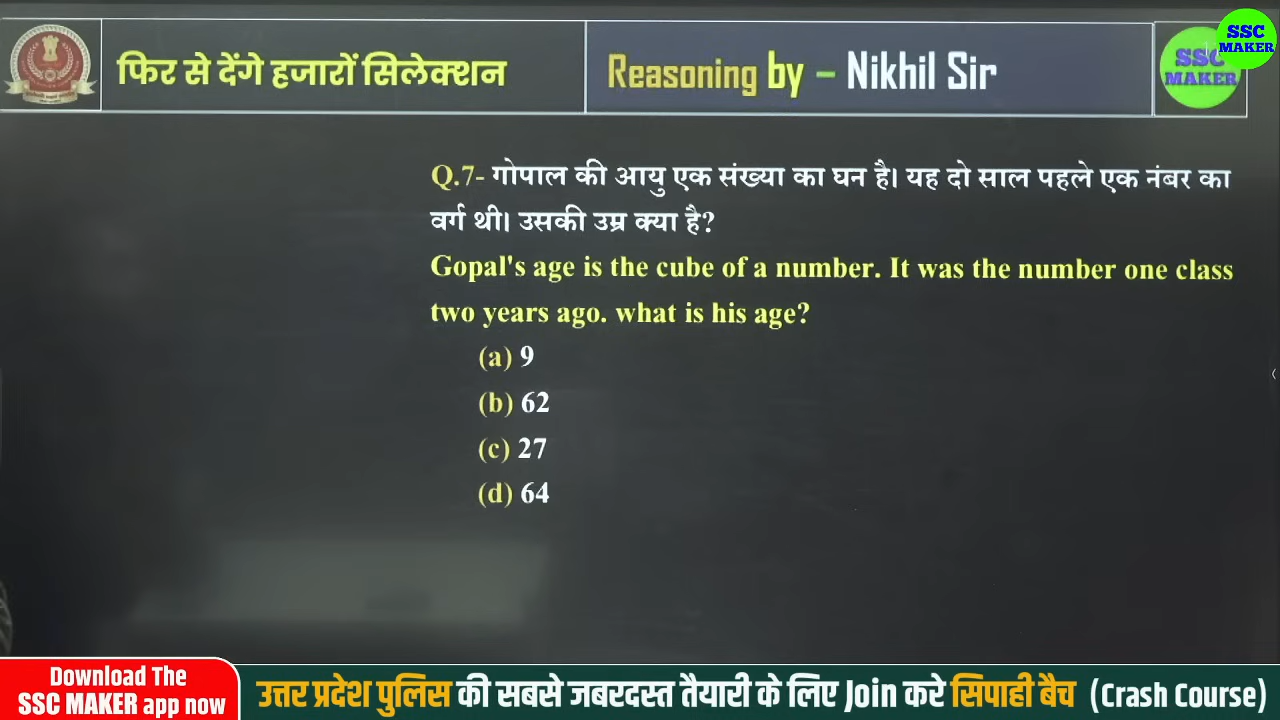 फिर से देंगे हजारों सिलेक्शन
Reasoning by – Nikhil Sir
SSC
MAKER
SSC
MAKER
Q.7- गोपाल की आयु एक संख्या का घन है। यह दो साल पहले एक नंबर का
वर्ग थी। उसकी उम्र क्या है?
Gopal's age is the cube of a number. It was the number one class
two years ago. what is his age?
(a) 9
(b) 62
(c) 27
(d) 64
Download The
SSC MAKER app now
उत्तर प्रदेश पुलिस की सबसे जबरदस्त तैयारी के लिए Join करे सिपाही बैच (Crash Course)